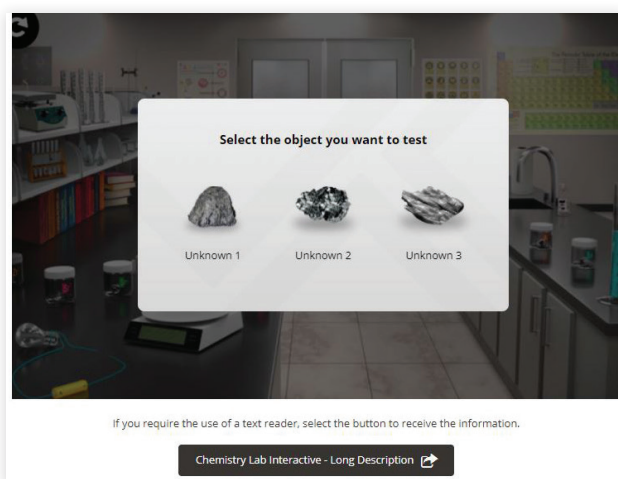 Select the object you want to test
Unknown 1 Unknown 2 Unknown 3
If you require the use of a text reader, select the button to receive the information.
Chemistry Lab Interactive - Long Description